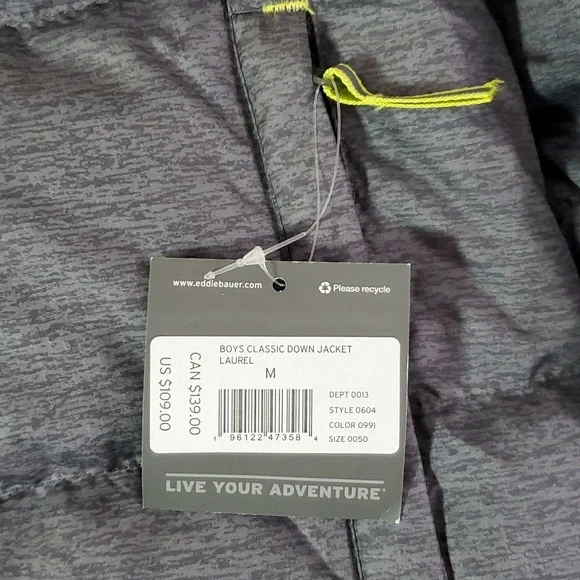 www.eddiebauer.com
Please recycle
BOYS CLASSIC DOWN JACKET
LAUREL
M
CAN $139.00
US $109.00
DEPT 0013
STYLE 0604
COLOR 0991
SIZE 0050
1 96122 47358 4
LIVE YOUR ADVENTURE®